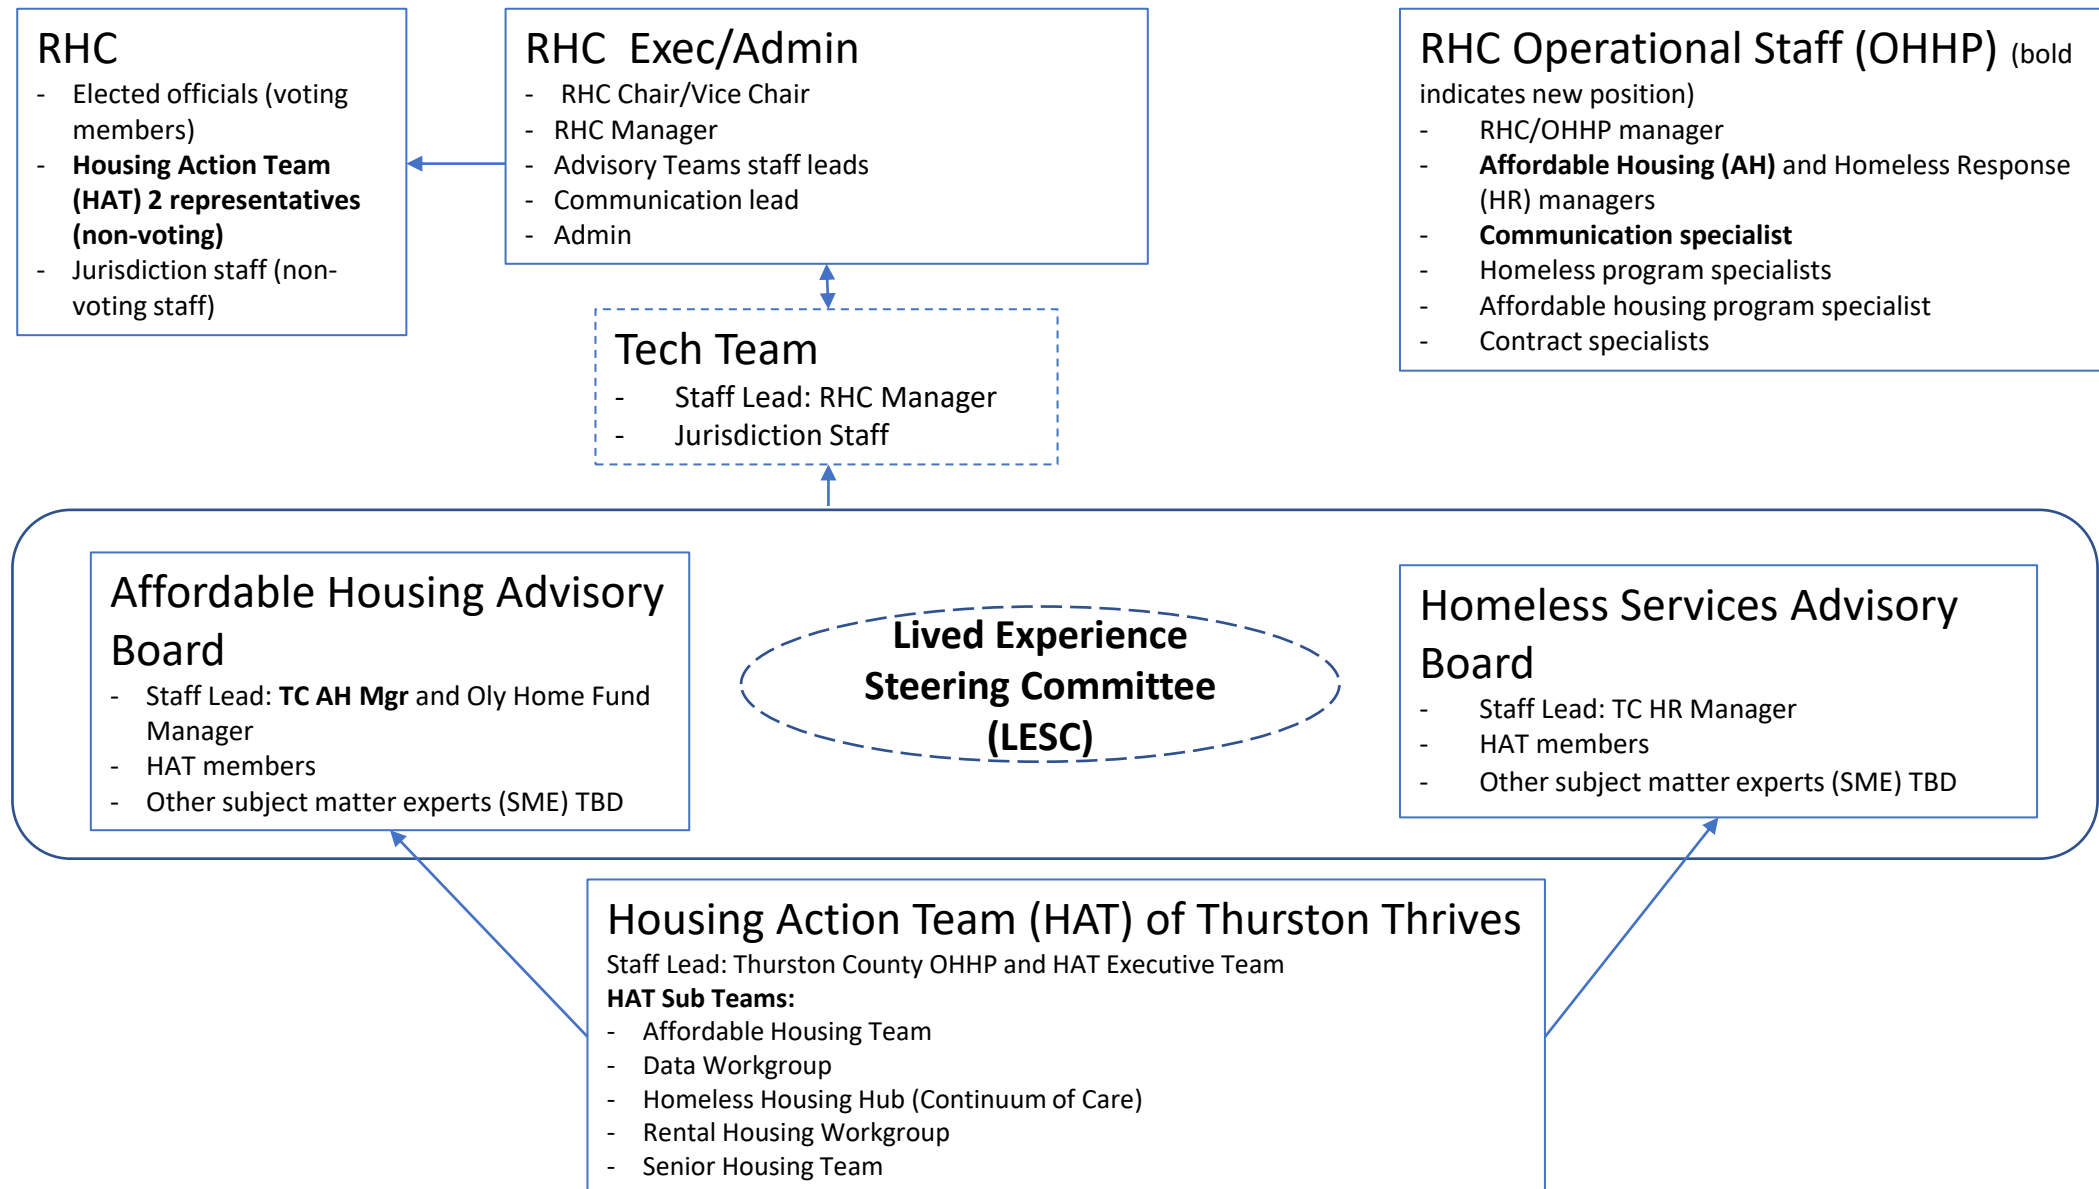 RHC
- Elected officials (voting
members)
- Housing Action Team
(HAT) 2 representatives
(non-voting)
- Jurisdiction staff (non-
voting staff)
RHC Exec/Admin
- RHC Chair/Vice Chair
- RHC Manager
- Advisory Teams staff leads
- Communication lead
- Admin
RHC Operational Staff (OHHP) (bold
indicates new position)
- RHC/OHHP manager
- Affordable Housing (AH) and Homeless Response
(HR) managers
- Communication specialist
- Homeless program specialists
- Affordable housing program specialist
- Contract specialists
Tech Team
- Staff Lead: RHC Manager
- Jurisdiction Staff
Affordable Housing Advisory
Board
- Staff Lead: TC AH Mgr and Oly Home Fund
Manager
- HAT members
- Other subject matter experts (SME) TBD
Lived Experience
Steering Committee
(LESC)
Homeless Services Advisory
Board
- Staff Lead: TC HR Manager
- HAT members
- Other subject matter experts (SME) TBD
Housing Action Team (HAT) of Thurston Thrives
Staff Lead: Thurston County OHHP and HAT Executive Team
HAT Sub Teams:
- Affordable Housing Team
- Data Workgroup
- Homeless Housing Hub (Continuum of Care)
- Rental Housing Workgroup
- Senior Housing Team